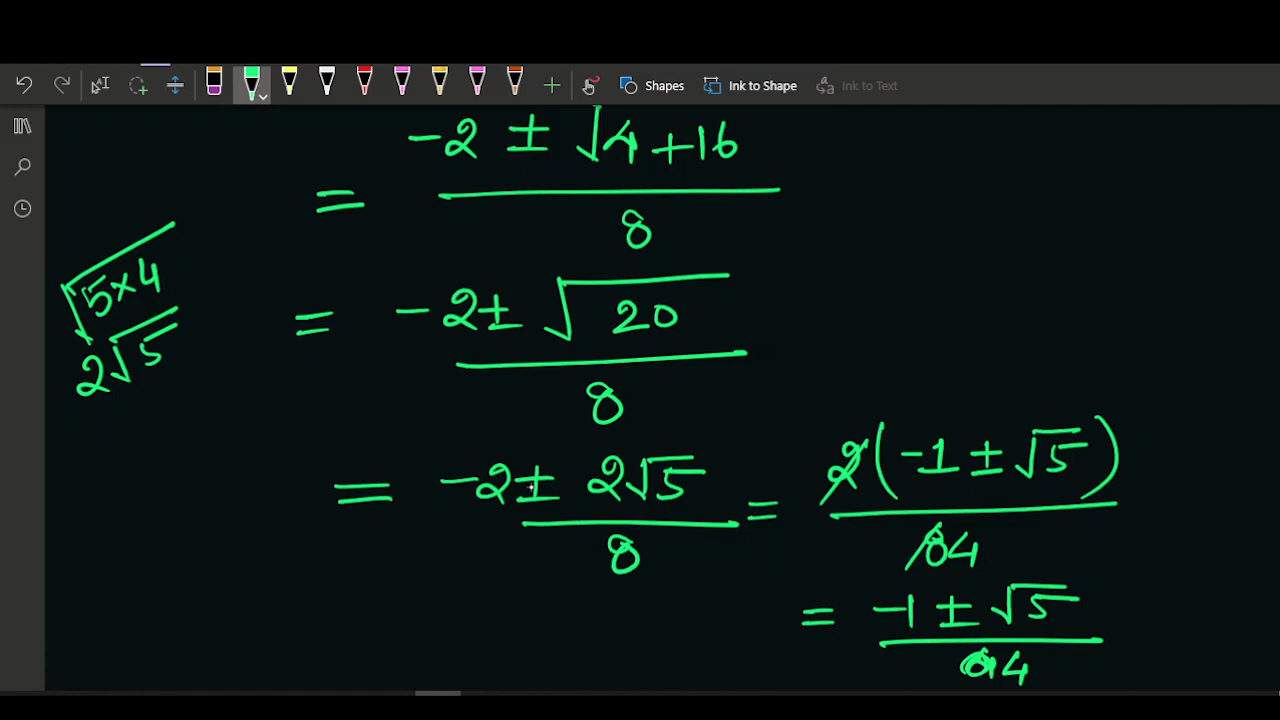 Shapes Ink to Shape Ink to Text
-2 ± √4 +16
=
8
√5×4
2√5
= -2 ± √20
8
= -2 ± 2√5
8
= 2(-1 ± √5)
84
= -1 ± √5
4